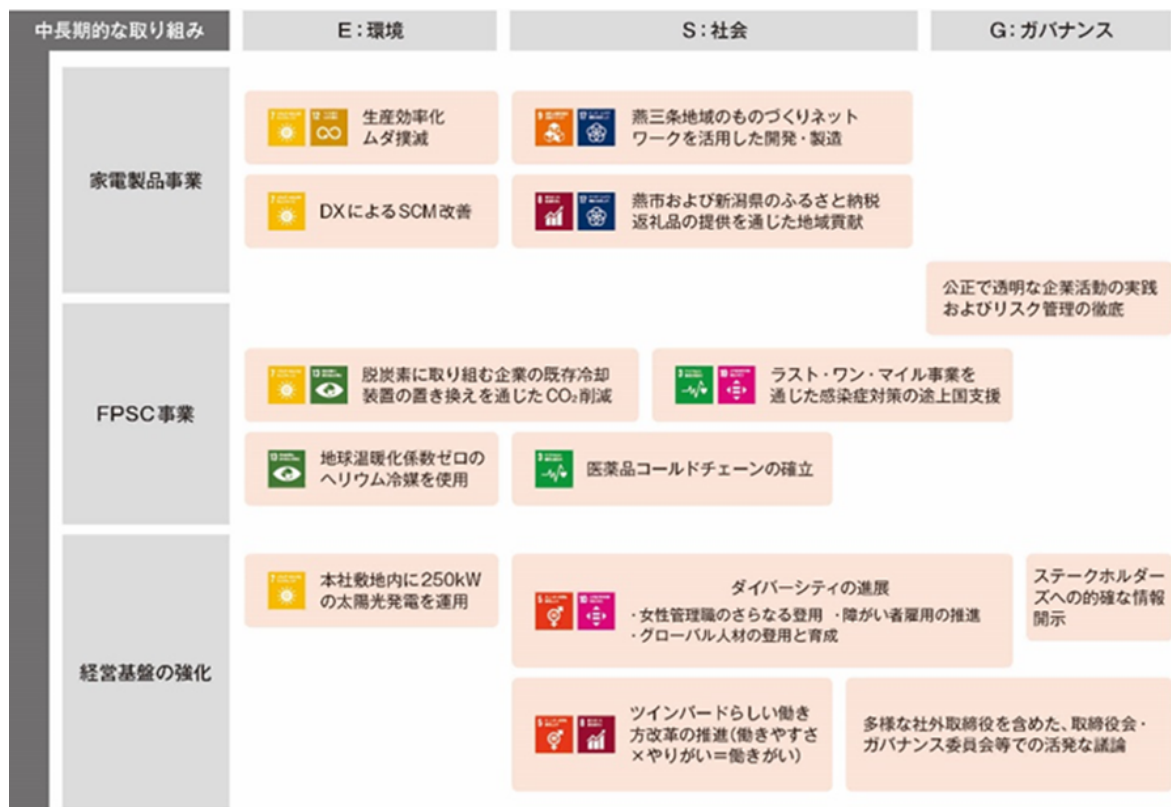 中長期的な取り組み
E:環境
S:社会
G:ガバナンス
家電製品事業
7
12
生産効率化
ムダ撲滅
9
17
燕三条地域のものづくりネット
ワークを活用した開発・製造
7
DXによるSCM改善
8
17
燕市および新潟県のふるさと納税
返礼品の提供を通じた地域貢献
公正で透明な企業活動の実践
およびリスク管理の徹底
FPSC事業
7
13
脱炭素に取り組む企業の既存冷却
装置の置き換えを通じたCO₂削減
3
10
ラスト・ワン・マイル事業を
通じた感染症対策の途上国支援
13
地球温暖化係数ゼロの
ヘリウム冷媒を使用
3
医薬品コールドチェーンの確立
経営基盤の強化
7
本社敷地内に250kW
の太陽光発電を運用
5
10
ダイバーシティの進展
・女性管理職のさらなる登用 ・障がい者雇用の推進
・グローバル人材の登用と育成
ステークホルダー
ズへの的確な情報
開示
5
8
ツインバードらしい働き
方改革の推進(働きやすさ
×やりがい=働きがい)
多様な社外取締役を含めた、取締役会・
ガバナンス委員会等での活発な議論